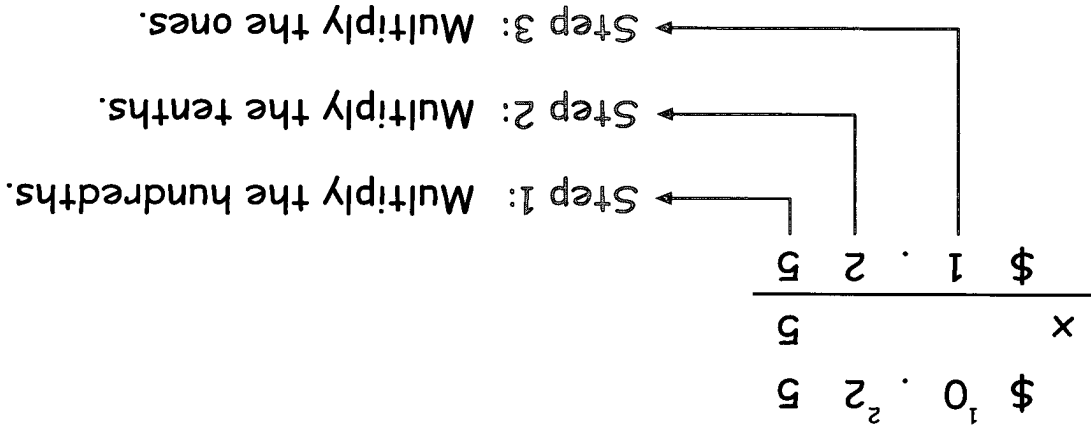 1 2
$ 0 . 2 5
x 5
$ 1 . 2 5
Step 1: Multiply the hundredths.
Step 2: Multiply the tenths.
Step 3: Multiply the ones.